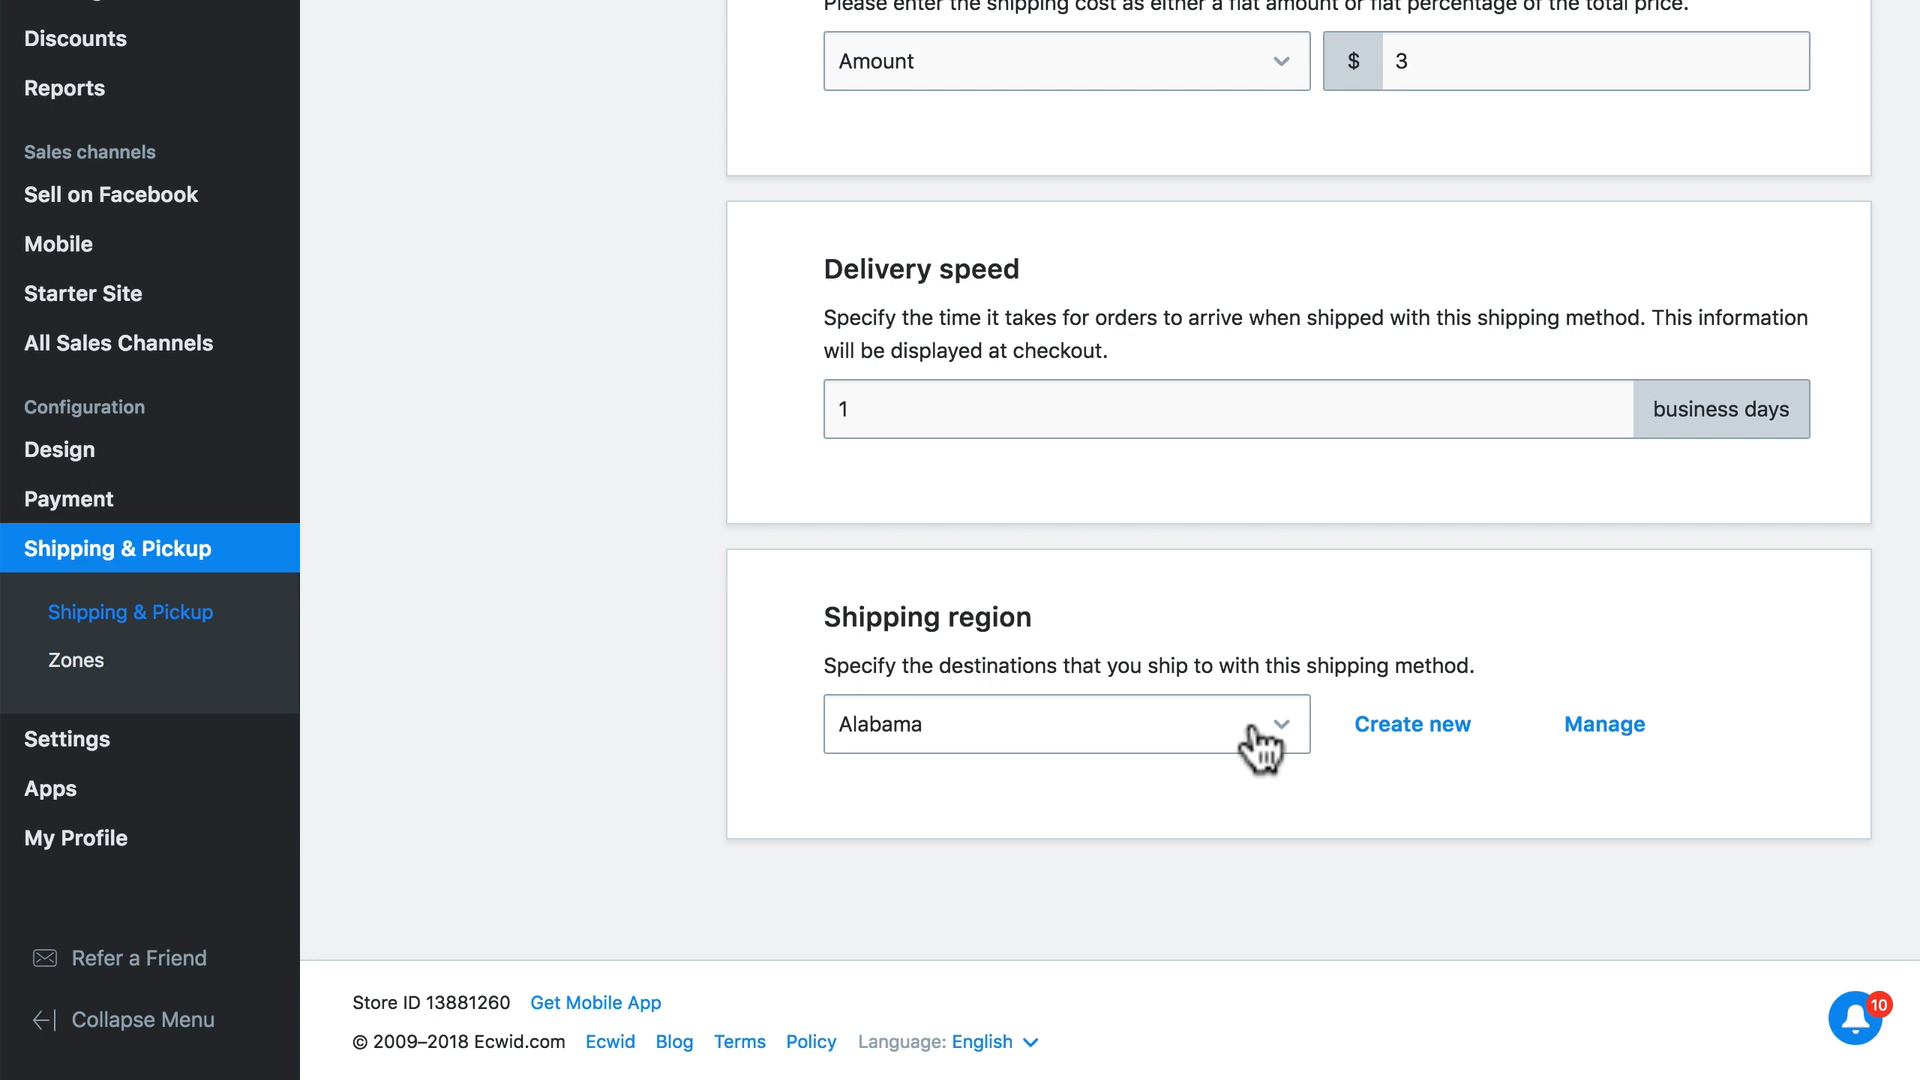 Discounts
Reports
Sales channels
Sell on Facebook
Mobile
Starter Site
All Sales Channels
Configuration
Design
Payment
Shipping & Pickup
Shipping & Pickup
Zones
Settings
Apps
My Profile
Refer a Friend
Collapse Menu
Please enter the shipping cost as either a flat amount or flat percentage of the total price.
Amount
$ 3
Delivery speed
Specify the time it takes for orders to arrive when shipped with this shipping method. This information
will be displayed at checkout.
1 business days
Shipping region
Specify the destinations that you ship to with this shipping method.
Alabama Create new Manage
Store ID 13881260 Get Mobile App
© 2009–2018 Ecwid.com Ecwid Blog Terms Policy Language: English
10